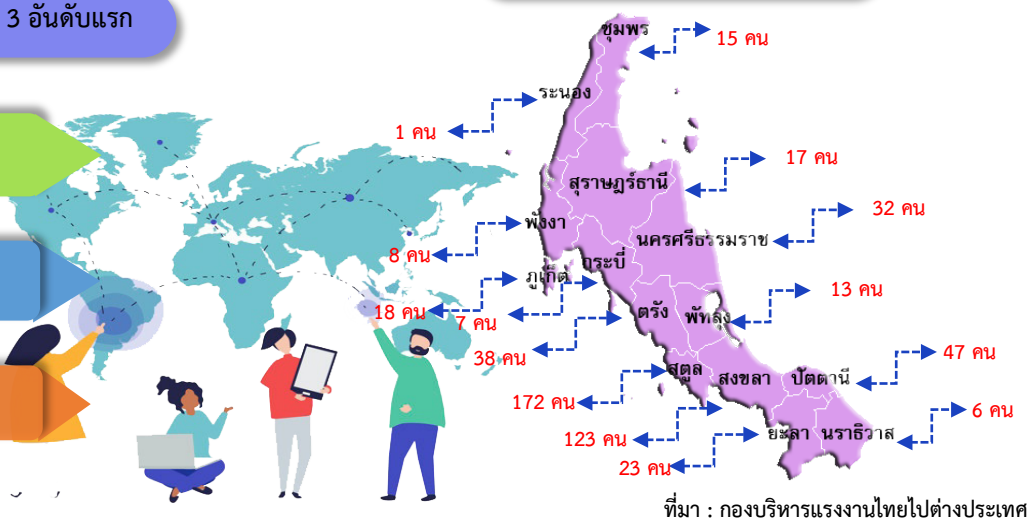 3 อันดับแรก
ชุมพร
15 คน
ระนอง
1 คน
17 คน
สุราษฎร์ธานี
32 คน
พังงา
นครศรีธรรมราช
8 คน
กระบี่
ภูเก็ต
13 คน
18 คน
7 คน
ตรัง
พัทลุง
38 คน
47 คน
สตูล
สงขลา
ปัตตานี
172 คน
6 คน
123 คน
ยะลา
นราธิวาส
23 คน
ที่มา : กองบริหารแรงงานไทยไปต่างประเทศ